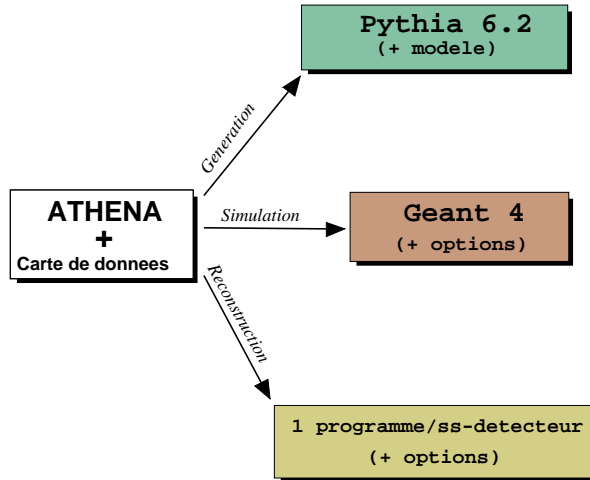 Pythia 6.2
(+ modele)
Generation
ATHENA
+
Carte de donnees
Simulation
Geant 4
(+ options)
Reconstruction
1 programme/ss-detecteur
(+ options)